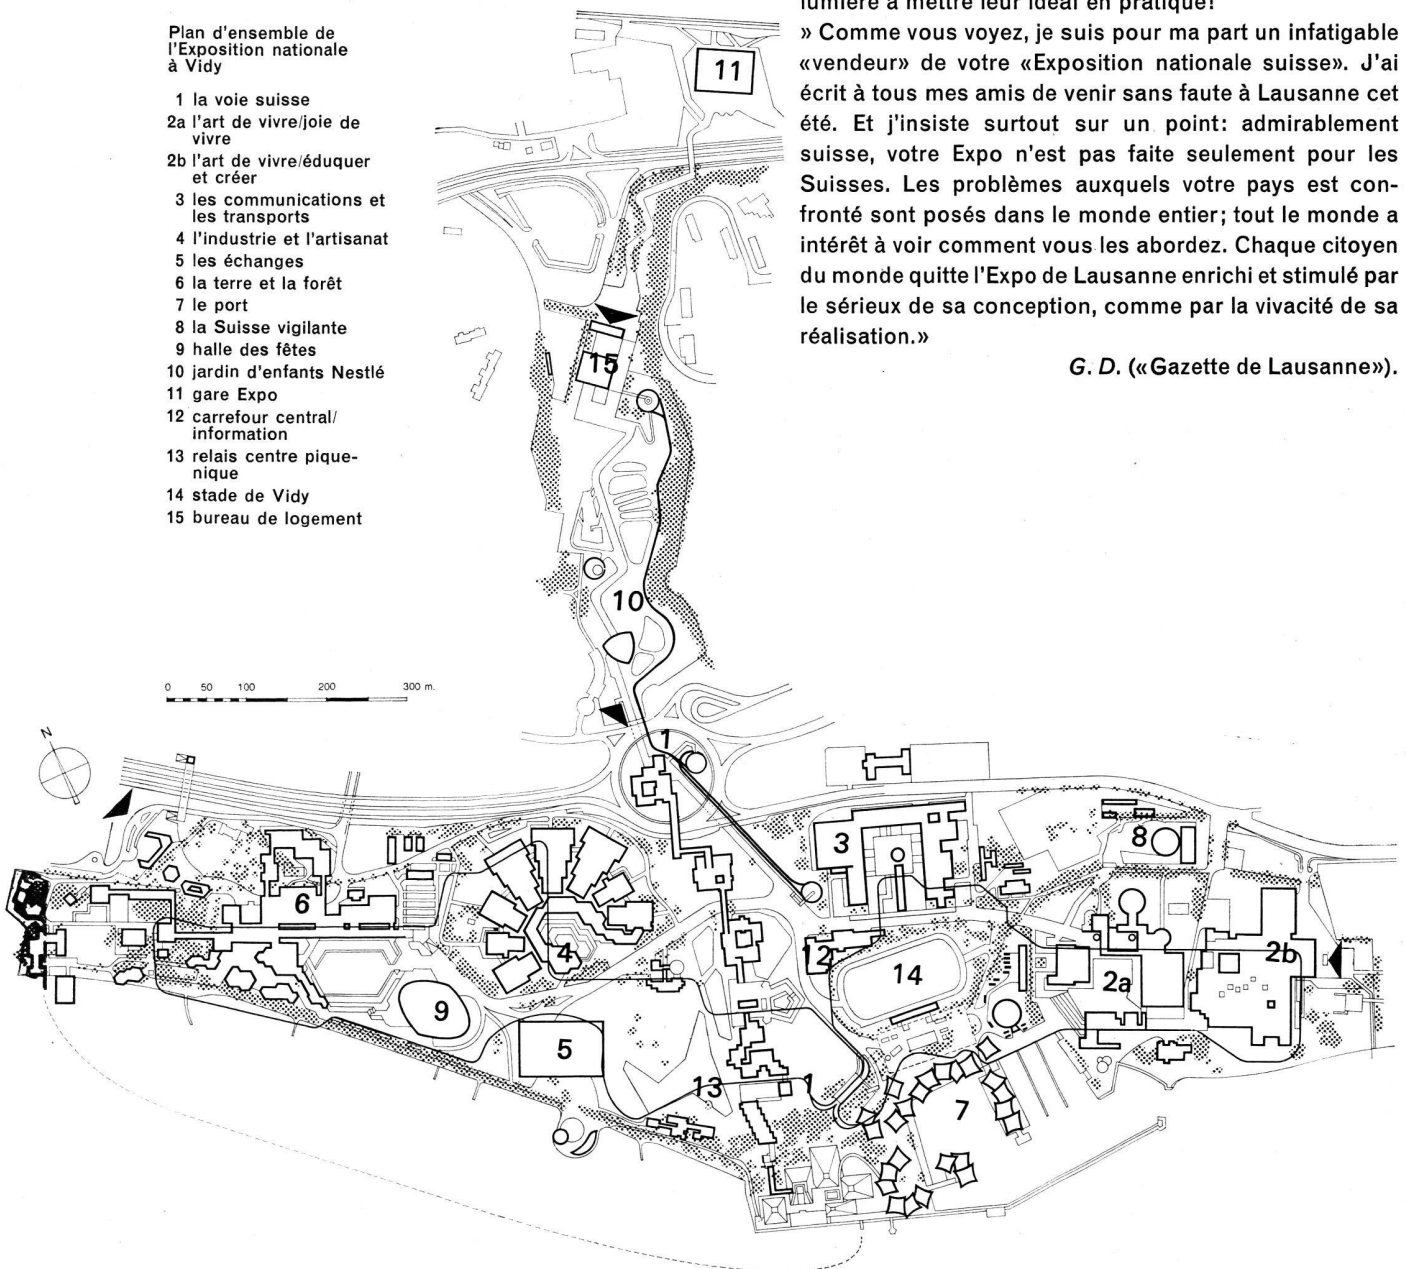 Plan d'ensemble de
l'Exposition nationale
à Vidy
1 la voie suisse
2a l'art de vivre/joie de
vivre
2b l'art de vivre/éduquer
et créer
3 les communications et
les transports
4 l'industrie et l'artisanat
5 les échanges
6 la terre et la forêt
7 le port
8 la Suisse vigilante
9 halle des fêtes
10 jardin d'enfants Nestlé
11 gare Expo
12 carrefour central/
information
13 relais centre pique-
nique
14 stade de Vidy
15 bureau de logement
lumière à mettre leur idéal en pratique!
» Comme vous voyez, je suis pour ma part un infatigable
«vendeur» de votre «Exposition nationale suisse». J'ai
écrit à tous mes amis de venir sans faute à Lausanne cet
été. Et j'insiste surtout sur un point: admirablement
suisse, votre Expo n'est pas faite seulement pour les
Suisses. Les problèmes auxquels votre pays est con-
fronté sont posés dans le monde entier; tout le monde a
intérêt à voir comment vous les abordez. Chaque citoyen
du monde quitte l'Expo de Lausanne enrichi et stimulé par
le sérieux de sa conception, comme par la vivacité de sa
réalisation.»
G. D. («Gazette de Lausanne»).
11
15
10
0 50 100 200 300 m.
N
1
3
8
6
4
12
14
2a
2b
9
5
13
1
7